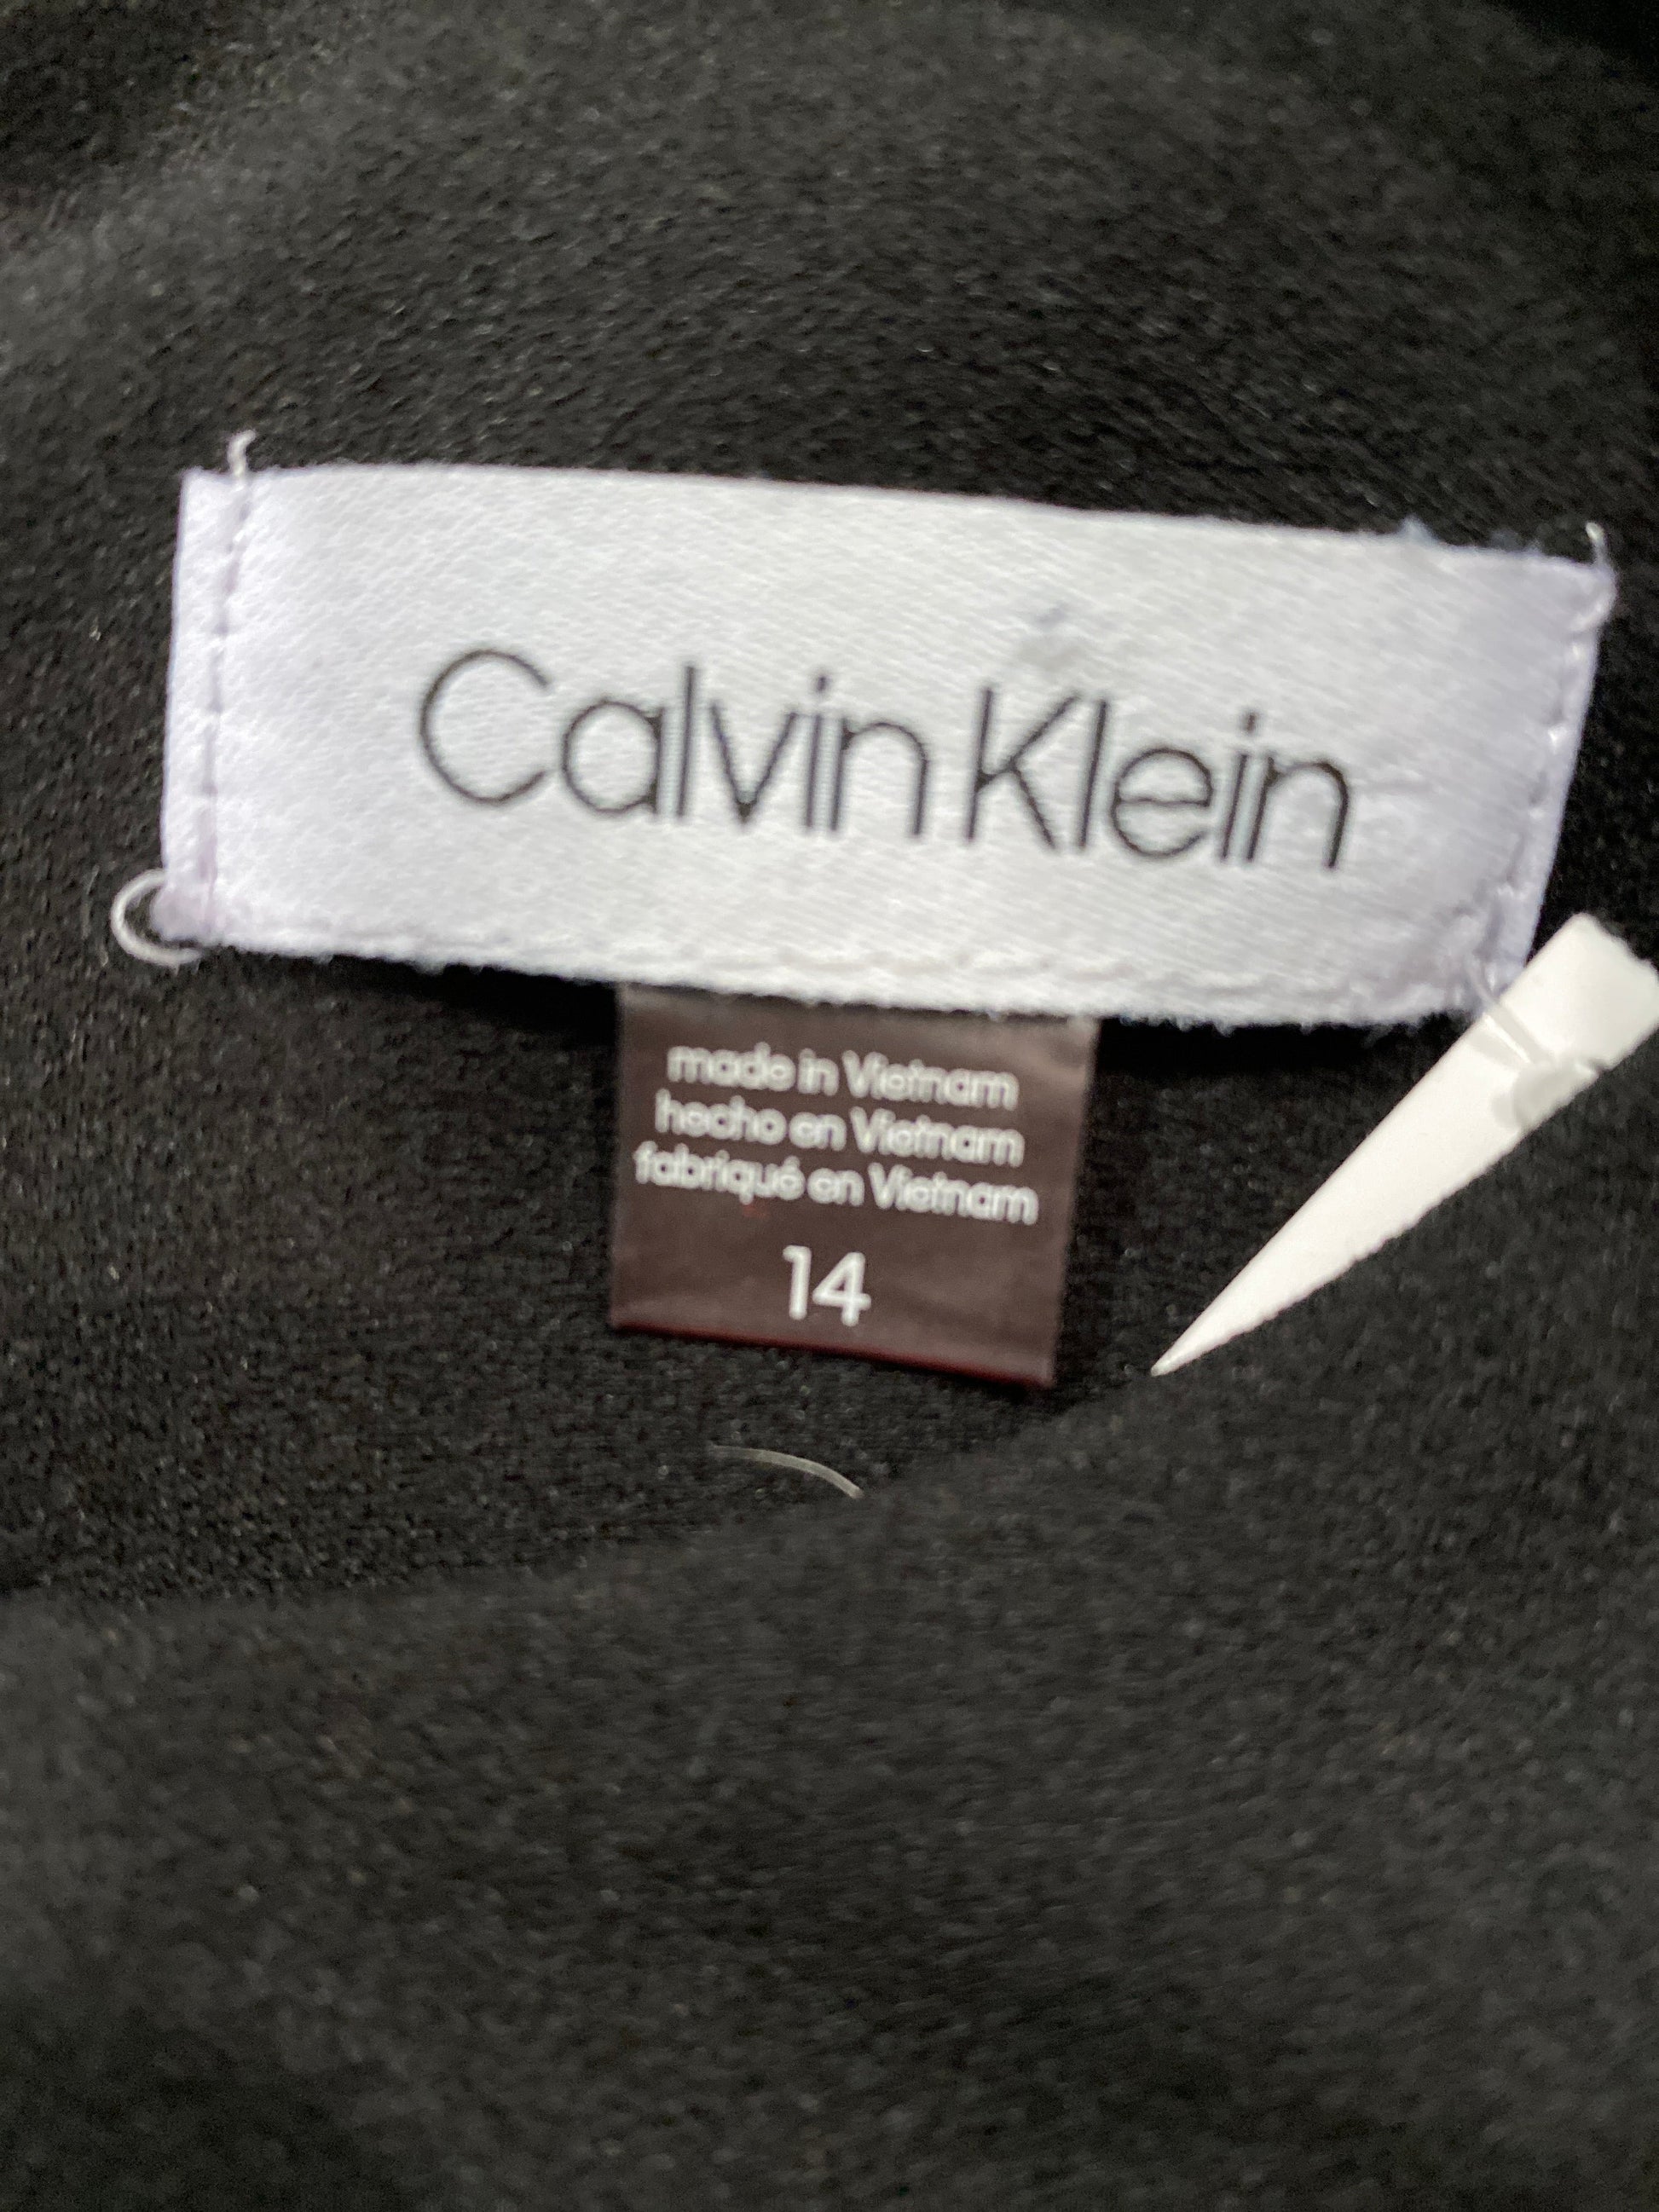 Calvin Klein
made in Vietnam
hecho en Vietnam
fabriqué en Vietnam
14